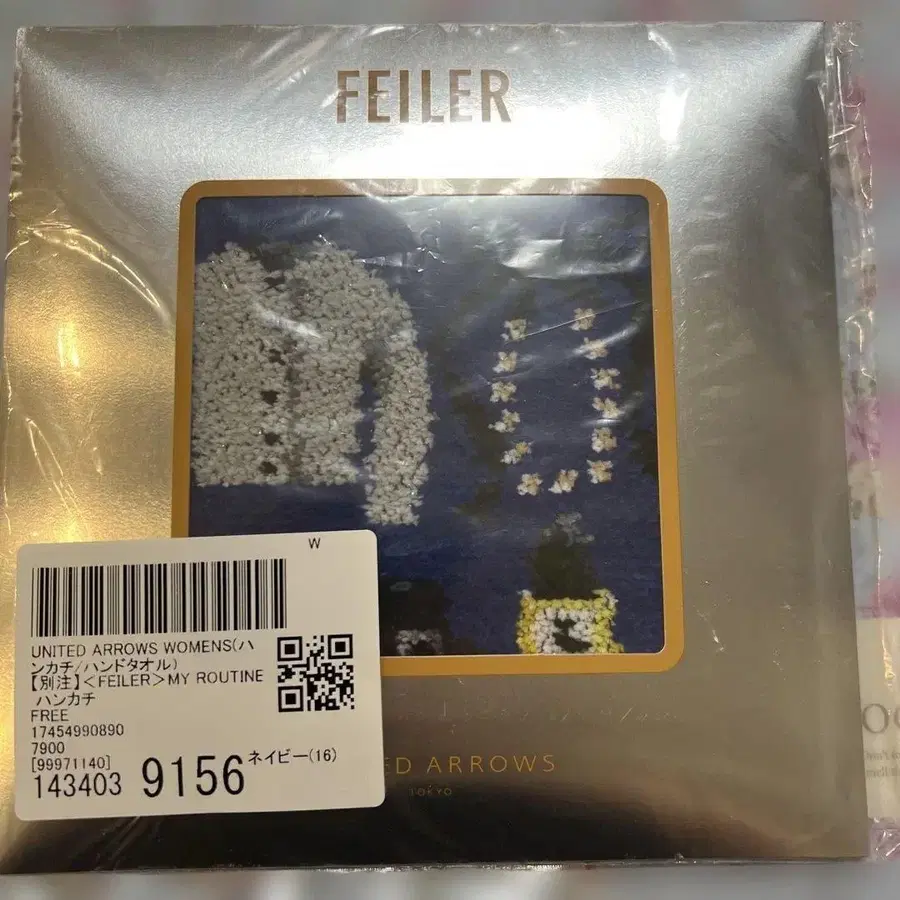 FEILER
W
UNITED ARROWS WOMENS(ハ
ンカチ/ハンドタオル)
【別注】<FEILER>MY ROUTINE
ハンカチ
FREE
17454990890
7900
[99971140]
143403 9156 ネイビー(16)
ED ARROWS
TOKYO